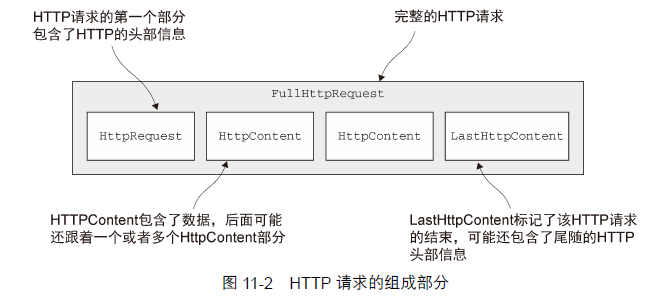 HTTP请求的第一个部分
包含了HTTP的头部信息
完整的HTTP请求
FullHttpRequest
HttpRequest
HttpContent
HttpContent
LastHttpContent
HTTPContent包含了数据，后面可能
还跟着一个或者多个HttpContent部分
LastHttpContent标记了该HTTP请求
的结束，可能还包含了尾随的HTTP
头部信息
图 11-2 HTTP 请求的组成部分